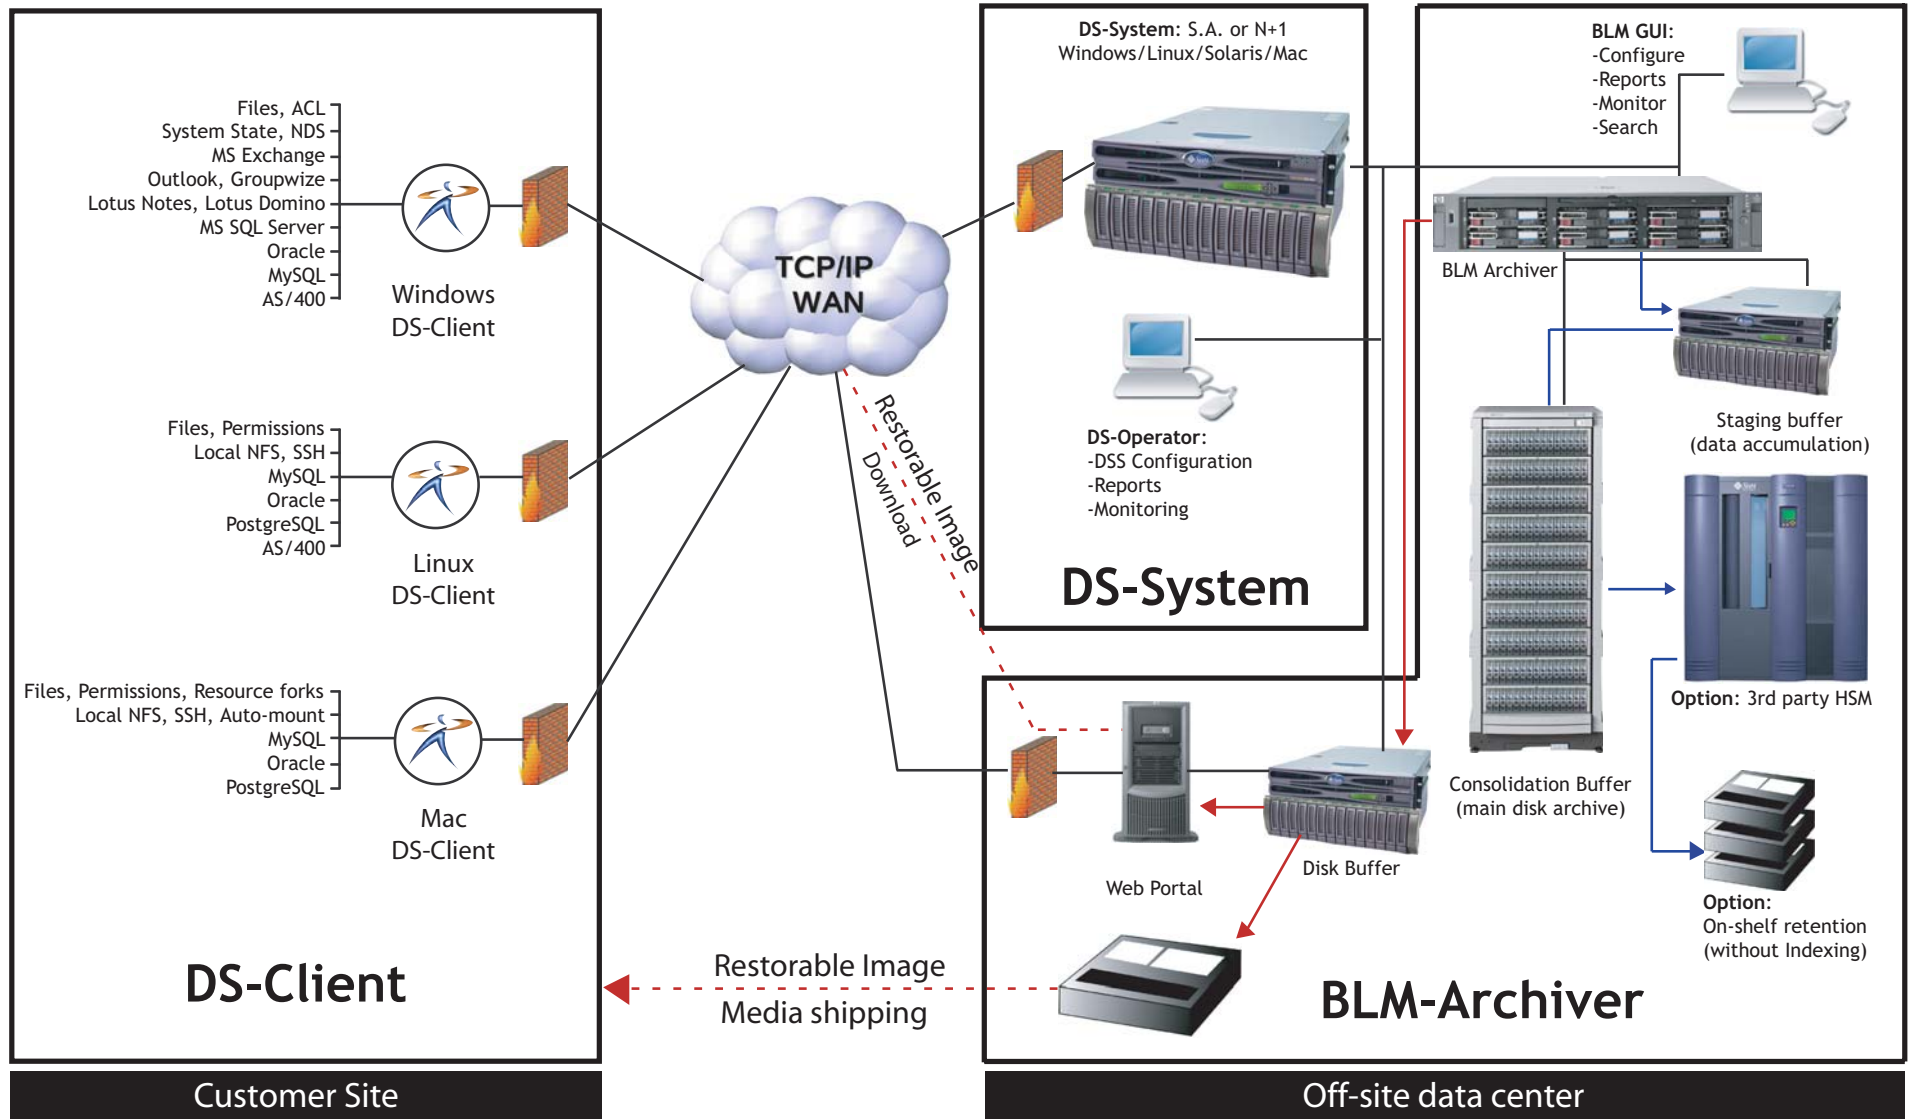 Files, ACL
System State, NDS
MS Exchange
Outlook, Groupwize
Lotus Notes, Lotus Domino
MS SQL Server
Oracle
MySQL
AS/400
Windows
DS-Client
Files, Permissions
Local NFS, SSH
MySQL
Oracle
PostgreSQL
AS/400
Linux
DS-Client
Files, Permissions, Resource forks
Local NFS, SSH, Auto-mount
MySQL
Oracle
PostgreSQL
Mac
DS-Client
DS-Client
Customer Site
TCP/IP
WAN
Restorable Image
Download
Restorable Image
Media shipping
DS-System: S.A. or N+1
Windows/Linux/Solaris/Mac
DS-Operator:
-DSS Configuration
-Reports
-Monitoring
DS-System
BLM GUI:
-Configure
-Reports
-Monitor
-Search
BLM Archiver
Staging buffer
(data accumulation)
Option: 3rd party HSM
Consolidation Buffer
(main disk archive)
Option:
On-shelf retention
(without Indexing)
Web Portal
Disk Buffer
BLM-Archiver
Off-site data center